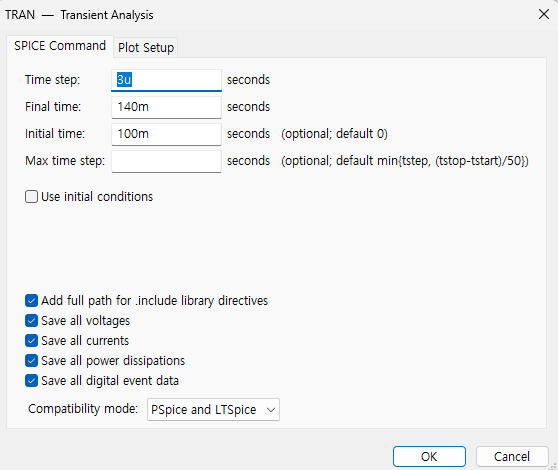 TRAN — Transient Analysis
SPICE Command Plot Setup
Time step: 3u seconds
Final time: 140m seconds
Initial time: 100m seconds (optional; default 0)
Max time step: seconds (optional; default min{tstep, (tstop-tstart)/50})
Use initial conditions
Add full path for .include library directives
Save all voltages
Save all currents
Save all power dissipations
Save all digital event data
Compatibility mode: PSpice and LTSpice
OK Cancel